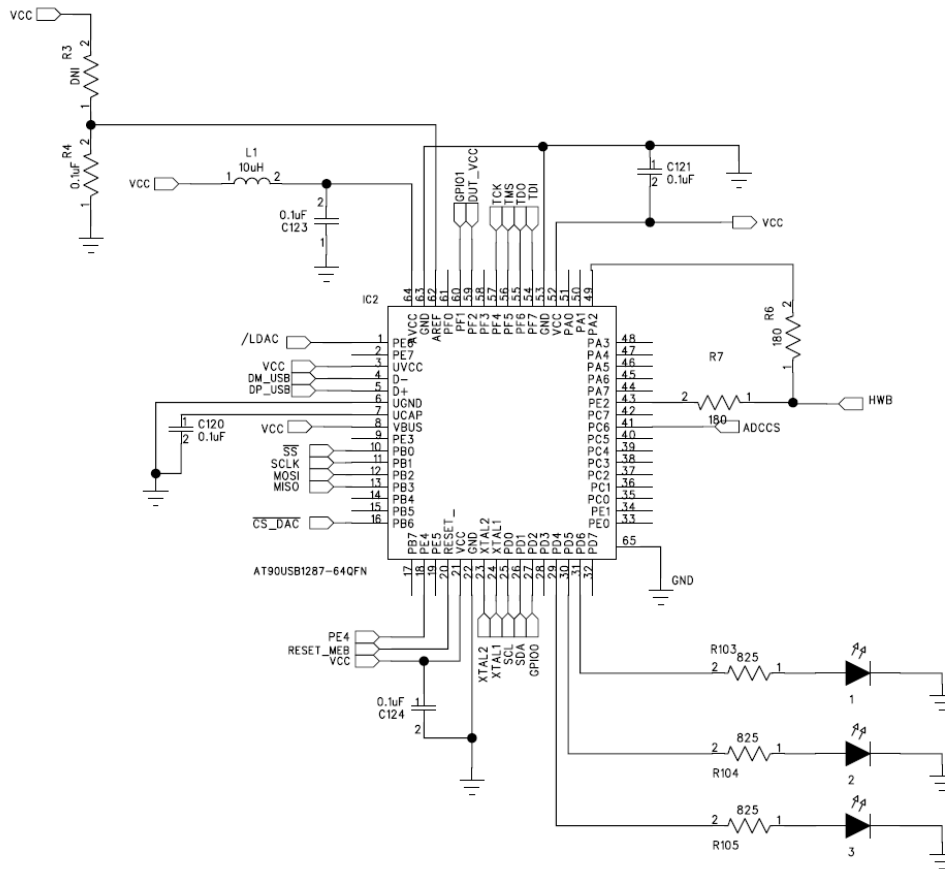 VCC
2
R3
DNI
1
2
R4
0.1uF
1
L1
1 10uH 2
VCC
2
0.1uF
C123
1
GPIO1
DUT_VCC
TCK
TMS
TDO
TDI
1
C121
2 0.1uF
VCC
IC2
64 63 62 61 60 59 58 57 56 55 54 53 52 51 50 49
AVCC GND AREF PF0 PF1 PF2 PF3 PF4 PF5 PF6 PF7 GND VCC PA0 PA1 PA2
/LDAC 1 PE6
2 PE7
VCC 3 UVCC
DM_USB 4 D-
DP_USB 5 D+
6 UGND
7 UCAP
1 C120
2 0.1uF
VCC 8 VBUS
9 PE3
SS 10 PB0
SCLK 11 PB1
MOSI 12 PB2
MISO 13 PB3
14 PB4
15 PB5
CS_DAC 16 PB6
PA3 48
PA4 47
PA5 46
PA6 45
PA7 44
PE2 43
PC7 42
PC6 41 ADCCS
PC5 40
PC4 39
PC3 38
PC2 37
PC1 36
PC0 35
PE1 34
PE0 33
65
GND
2
R6
180
1
R7
2 1
180
HWB
PB7 PE4 PE5 RESET_ VCC GND XTAL2 XTAL1 PD0 PD1 PD2 PD3 PD4 PD5 PD6 PD7
17 18 19 20 21 22 23 24 25 26 27 28 29 30 31 32
AT90USB1287-64QFN
PE4
RESET_MEB
VCC
XTAL2
XTAL1
SCL
SDA
GPIO0
0.1uF 1
C124
2
R103 825
2 1
1
825
2 1
R104 2
825
2 1
R105 3